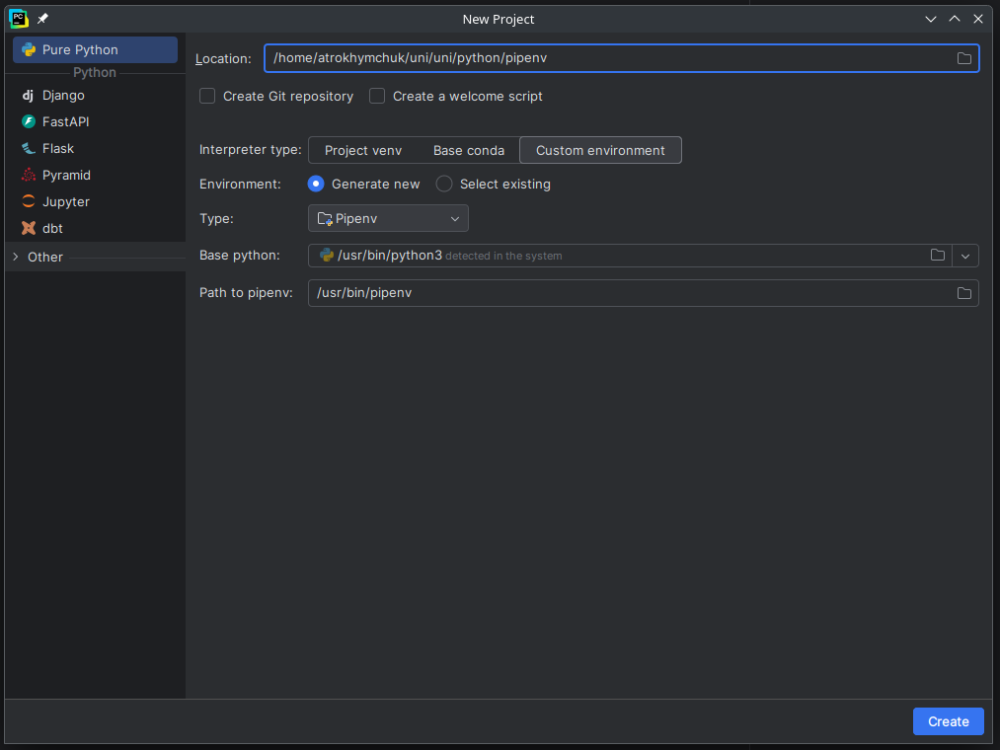 PC
New Project
Pure Python
Python
dj Django
FastAPI
Flask
Pyramid
Jupyter
dbt
Other
Location: /home/atrokhymchuk/uni/uni/python/pipenv
Create Git repository Create a welcome script
Interpreter type: Project venv Base conda Custom environment
Environment: Generate new Select existing
Type: Pipenv
Base python: /usr/bin/python3 detected in the system
Path to pipenv: /usr/bin/pipenv
Create